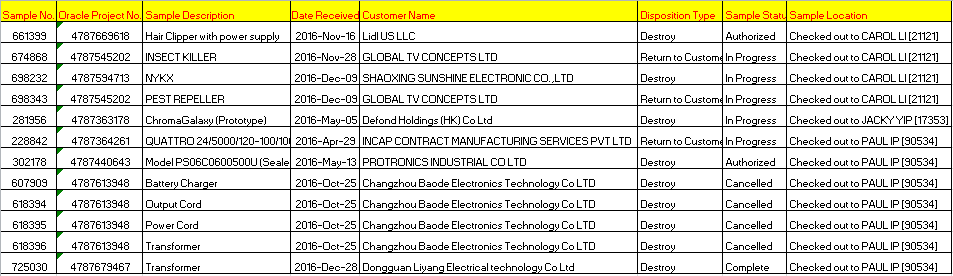 Sample No. Oracle Project No. Sample Description Date Received Customer Name Disposition Type Sample Statu Sample Location
661399 4787669618 Hair Clipper with power supply 2016-Nov-16 Lidl US LLC Destroy Authorized Checked out to CAROL LI [21121]
674868 4787545202 INSECT KILLER 2016-Nov-28 GLOBAL TV CONCEPTS LTD Return to Custome In Progress Checked out to CAROL LI [21121]
698232 4787594713 NYKX 2016-Dec-09 SHAOXING SUNSHINE ELECTRONIC CO.,LTD Destroy In Progress Checked out to CAROL LI [21121]
698343 4787545202 PEST REPELLER 2016-Dec-09 GLOBAL TV CONCEPTS LTD Return to Custome In Progress Checked out to CAROL LI [21121]
281956 4787363178 ChromaGalaxy (Prototype) 2016-May-05 Defond Holdings (HK) Co Ltd Destroy In Progress Checked out to JACKY YIP [17353]
228842 4787364261 QUATTRO 24/5000/120-100/100 2016-Apr-29 INCAP CONTRACT MANUFACTURING SERVICES PVT LTD Return to Custome In Progress Checked out to PAUL IP [90534]
302178 4787440643 Model PS06C0600500U (Seale 2016-May-13 PROTRONICS INDUSTRIAL CO LTD Destroy Authorized Checked out to PAUL IP [90534]
607909 4787613948 Battery Charger 2016-Oct-25 Changzhou Baode Electronics Technology Co LTD Destroy Cancelled Checked out to PAUL IP [90534]
618394 4787613948 Output Cord 2016-Oct-25 Changzhou Baode Electronics Technology Co LTD Destroy Cancelled Checked out to PAUL IP [90534]
618395 4787613948 Power Cord 2016-Oct-25 Changzhou Baode Electronics Technology Co LTD Destroy Cancelled Checked out to PAUL IP [90534]
618396 4787613948 Transformer 2016-Oct-25 Changzhou Baode Electronics Technology Co LTD Destroy Cancelled Checked out to PAUL IP [90534]
725030 4787679467 Transformer 2016-Dec-28 Dongguan Liyang Electrical technology Co Ltd Destroy Complete Checked out to PAUL IP [90534]